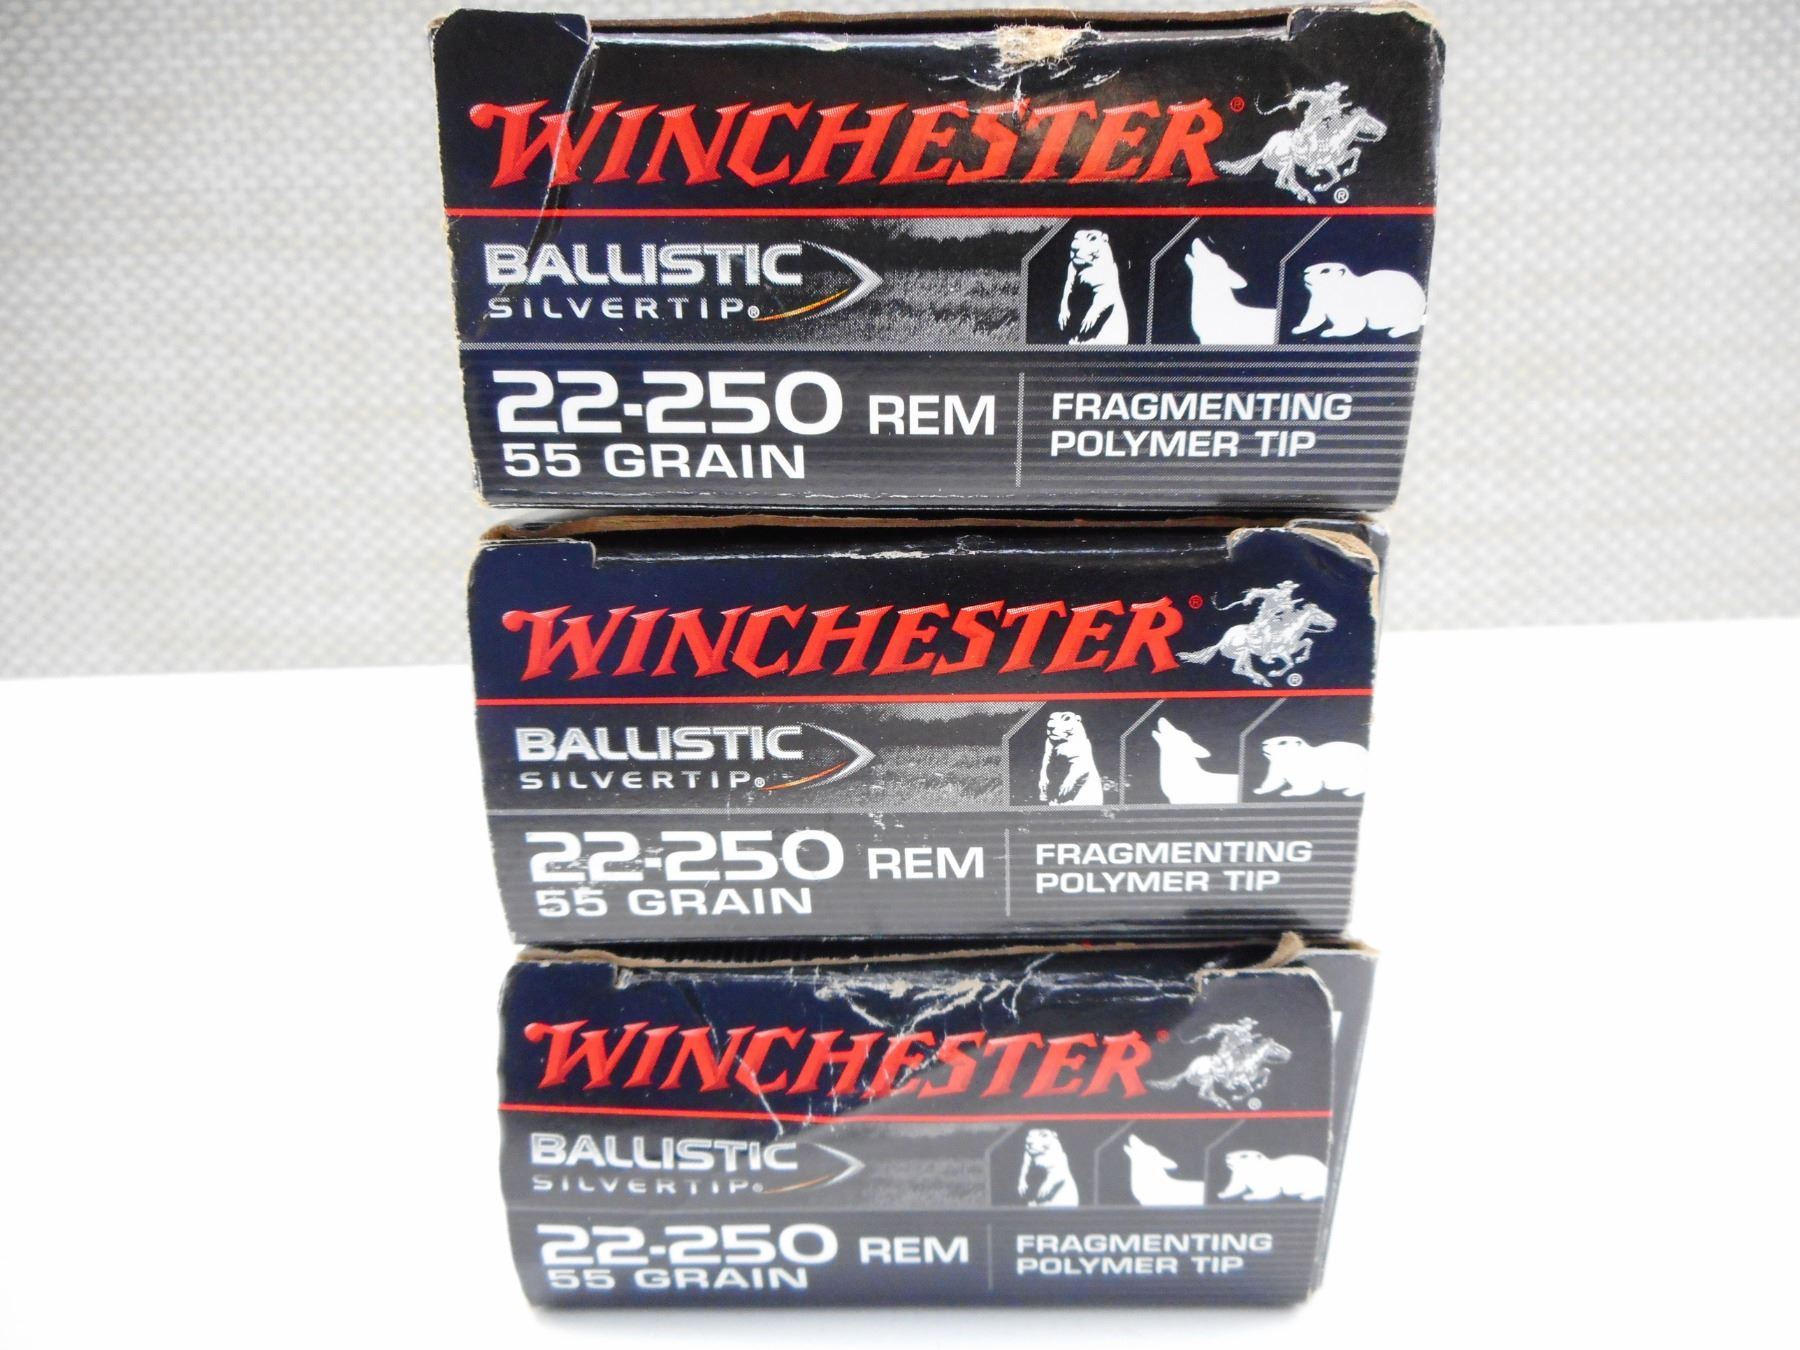 WINCHESTER®
®
BALLISTIC
SILVERTIP®
22-250 REM
55 GRAIN
FRAGMENTING
POLYMER TIP
WINCHESTER®
®
BALLISTIC
SILVERTIP®
22-250 REM
55 GRAIN
FRAGMENTING
POLYMER TIP
WINCHESTER®
®
BALLISTIC
SILVERTIP®
22-250 REM
55 GRAIN
FRAGMENTING
POLYMER TIP